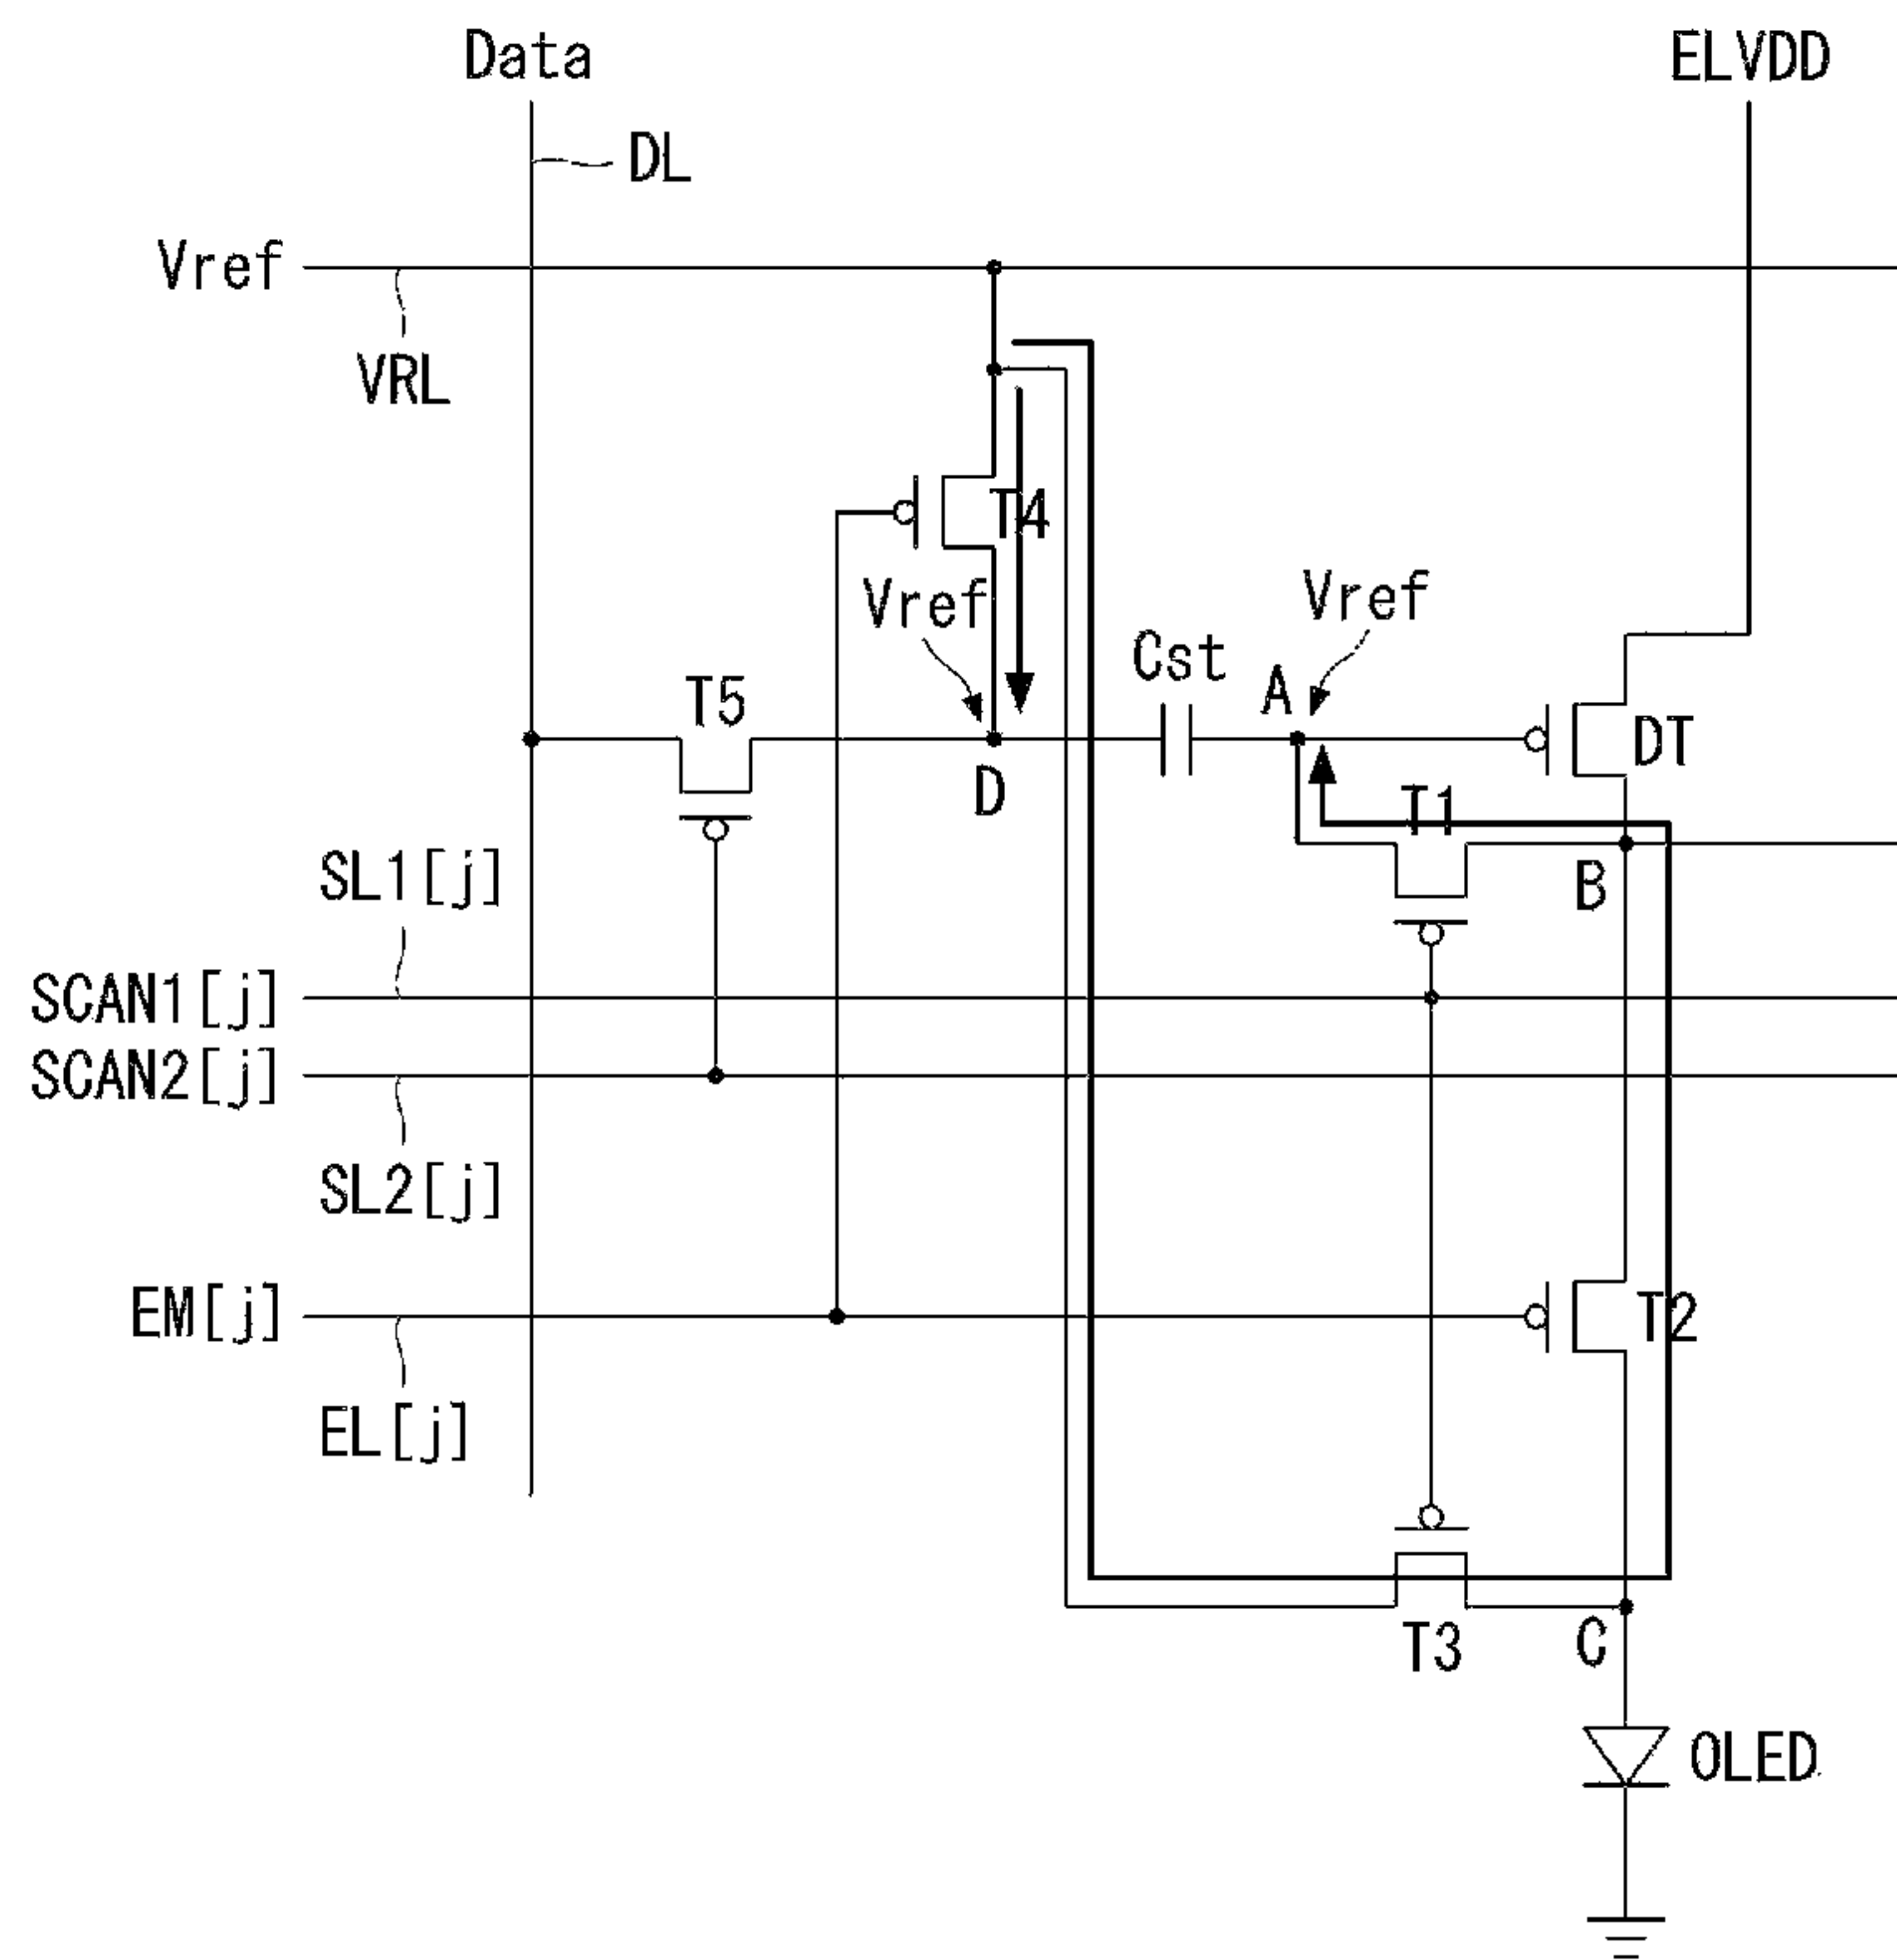 Data
ELVDD
DL
Vref
VRL
T4
Vref
Vref
Cst
A
T5
DT
D
T1
SL1[j]
B
SCAN1[j]
SCAN2[j]
SL2[j]
EM[j]
T2
EL[j]
T3
C
OLED